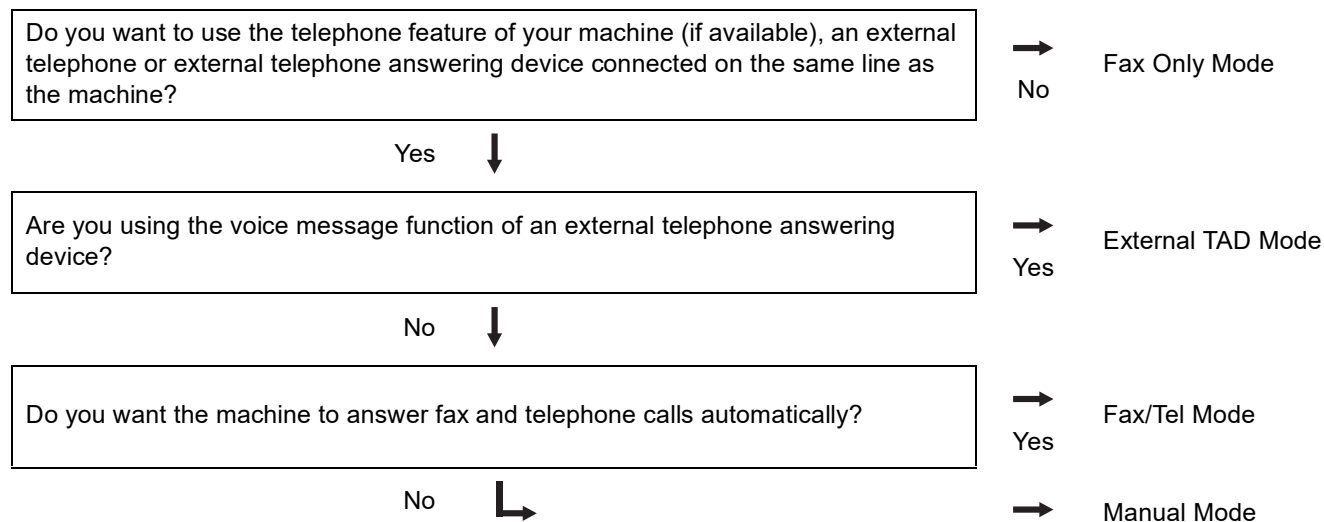 Do you want to use the telephone feature of your machine (if available), an external
telephone or external telephone answering device connected on the same line as
the machine?
No
Fax Only Mode
Yes
Are you using the voice message function of an external telephone answering
device?
Yes
External TAD Mode
No
Do you want the machine to answer fax and telephone calls automatically?
Yes
Fax/Tel Mode
No
Manual Mode